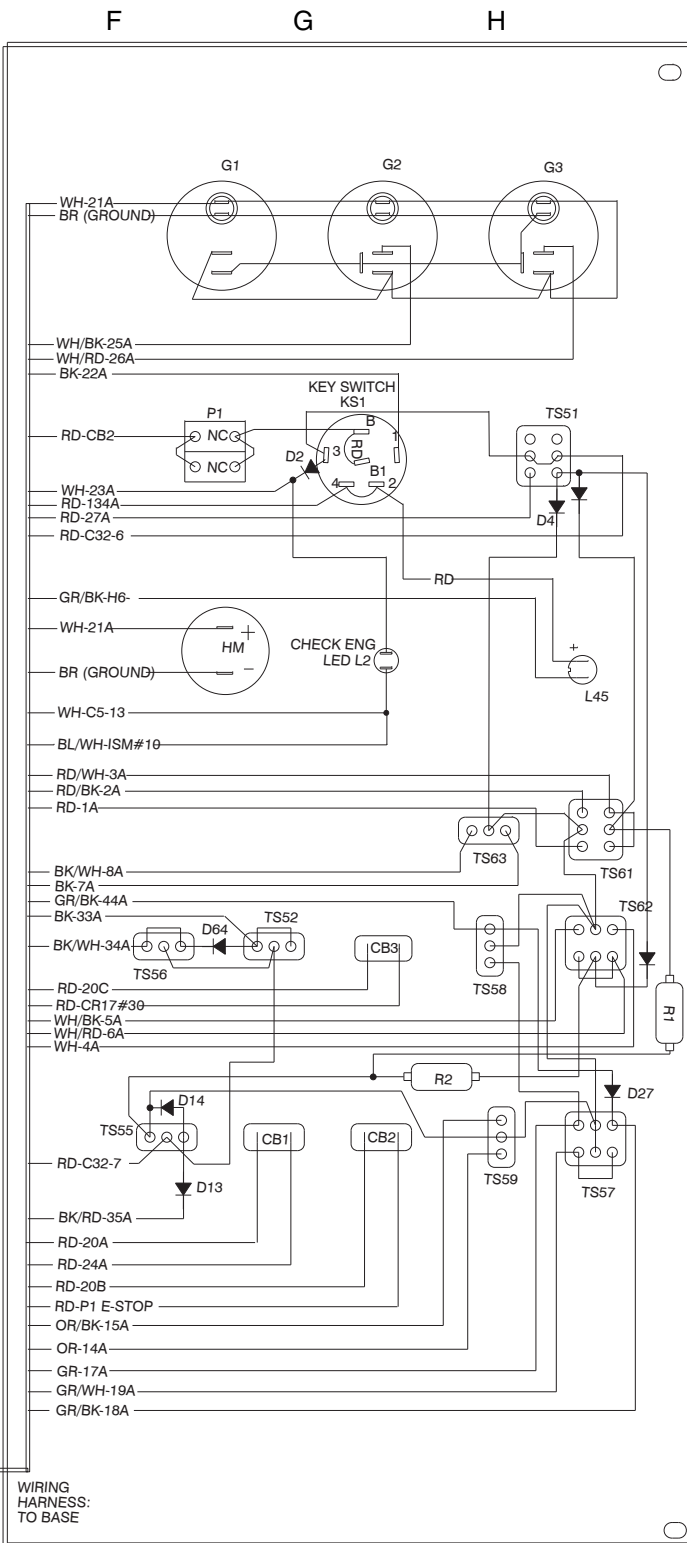 F G H
G1 G2 G3
WH-21A
BR (GROUND)
WH/BK-25A
WH/RD-26A
BK-22A
KEY SWITCH
KS1
P1
B
TS51
RD-CB2
NC
1
RD
3
D2
NC
B1
WH-23A
4 2
RD-134A
RD-27A
D4
RD-C32-6
RD
GR/BK-H6-
WH-21A
+
HM
CHECK ENG
LED L2
+
BR (GROUND)
–
L45
WH-C5-13
BL/WH-ISM#10
RD/WH-3A
RD/BK-2A
RD-1A
TS63
TS61
BK/WH-8A
BK-7A
GR/BK-44A
TS62
BK-33A
D64
TS52
BK/WH-34A
CB3
TS56
TS58
RD-20C
RD-CR17#30
R1
WH/BK-5A
WH/RD-6A
WH-4A
R2
D27
D14
TS55
CB1
CB2
RD-C32-7
TS59
TS57
D13
BK/RD-35A
RD-20A
RD-24A
RD-20B
RD-P1 E-STOP
OR/BK-15A
OR-14A
GR-17A
GR/WH-19A
GR/BK-18A
WIRING
HARNESS:
TO BASE